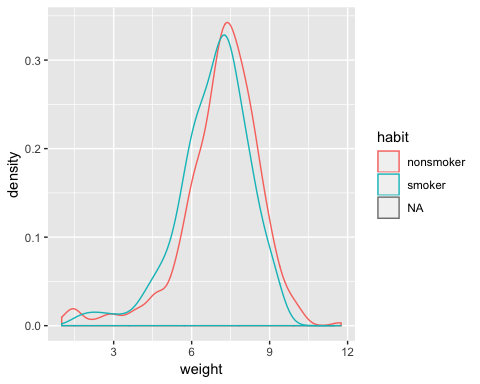 density
0.3
0.2
0.1
0.0
3 6 9 12
weight
habit
nonsmoker
smoker
NA